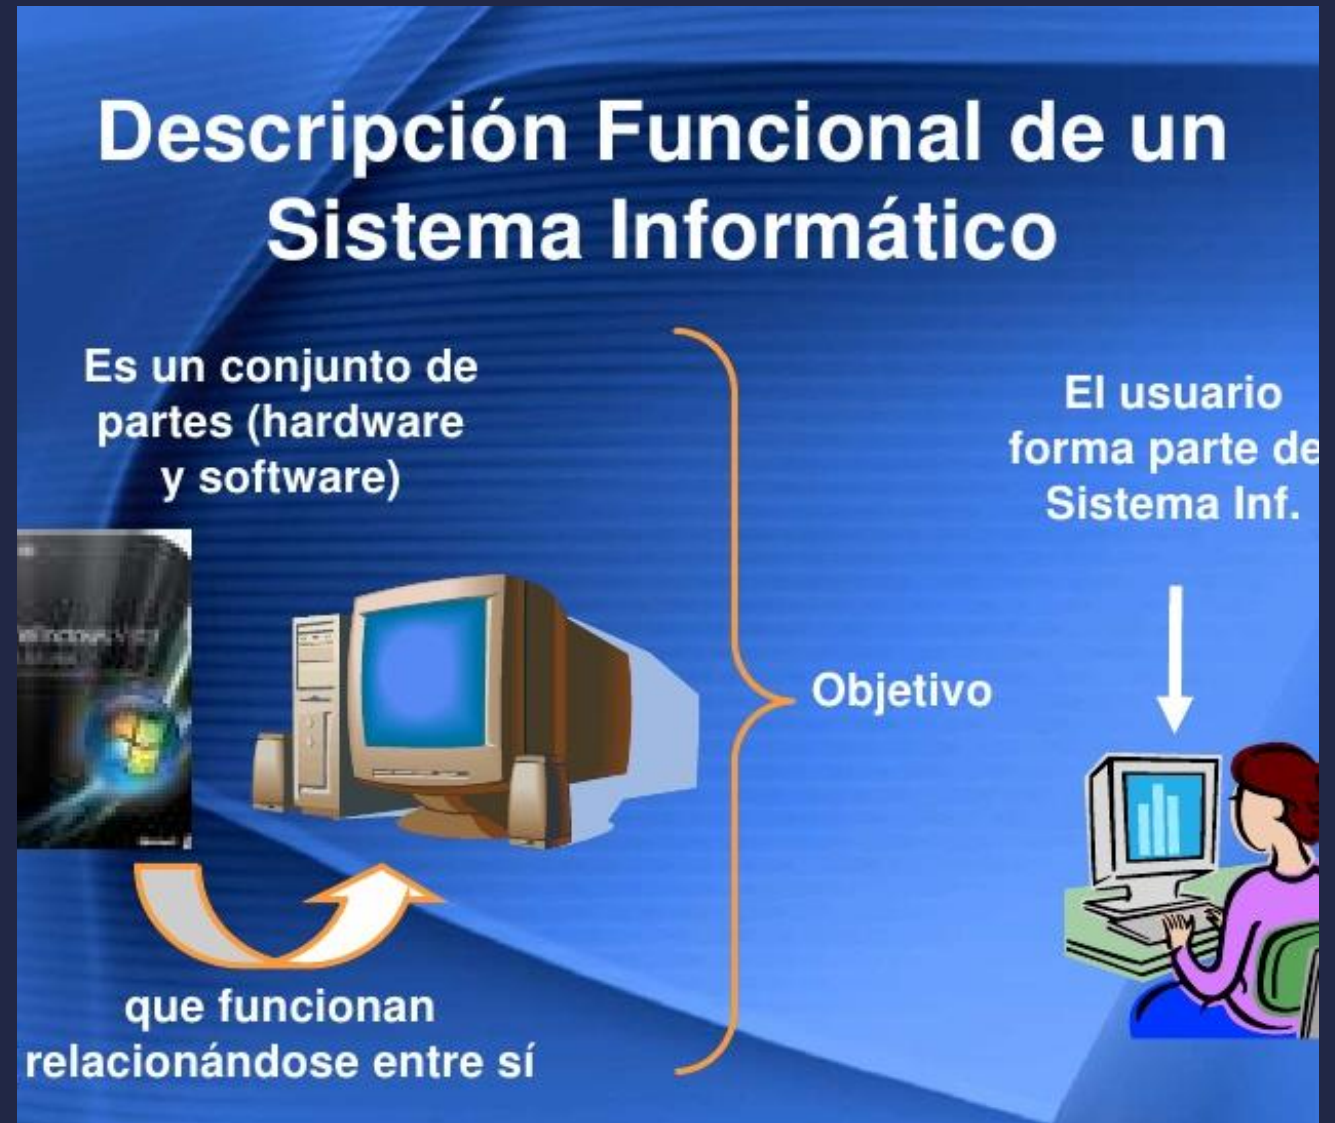 Descripción Funcional de un
Sistema Informático
Es un conjunto de
partes (hardware
y software)
que funcionan
relacionándose entre sí
Objetivo
El usuario
forma parte de
Sistema Inf.